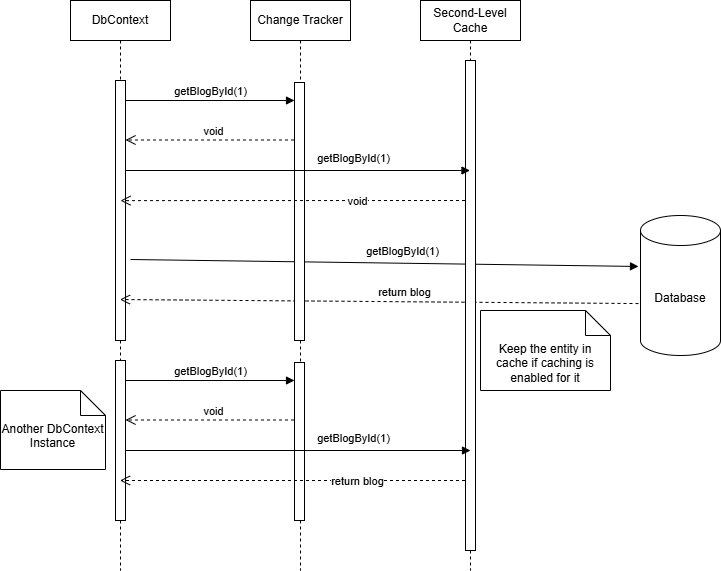 DbContext
Change Tracker
Second-Level
Cache
getBlogById(1)
void
getBlogById(1)
void
getBlogById(1)
return blog
Database
Keep the entity in
cache if caching is
enabled for it
getBlogById(1)
void
Another DbContext
Instance
getBlogById(1)
return blog